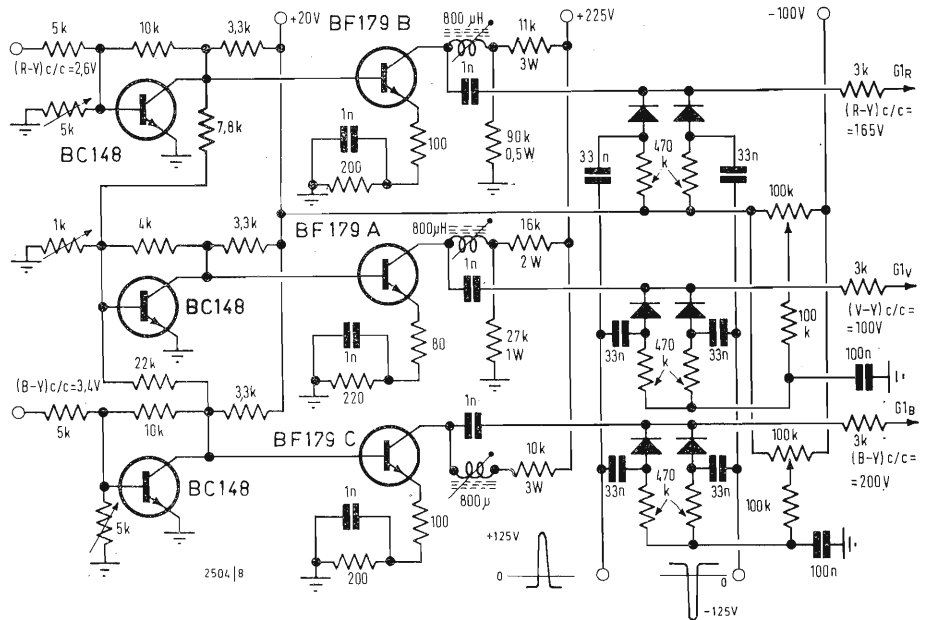 5k
10k
3,3k
+20V
BF179 B
800 µH
11k
3W
+225V
-100V
(R-Y) c/c=2,6V
5k
BC148
7,8k
1n
200
100
1n
90k
0,5W
33 n
470
k
33n
3k
G1R
(R-Y) c/c=
=165V
100k
1k
4k
3,3k
BF179 A
800µH
16k
2W
BC148
1n
220
80
1n
27k
1W
33n
470
k
33n
3k
G1V
(V-Y) c/c=
=100V
100
k
100n
22k
(B-Y) c/c=3,4V
5k
10k
3,3k
BF179 C
1n
10k
3W
800 µ
BC148
5k
1n
200
100
33n
470
k
33n
100k
3k
G1B
(B-Y) c/c=
=200V
100k
100n
2504|8
+125V
0
0
-125V